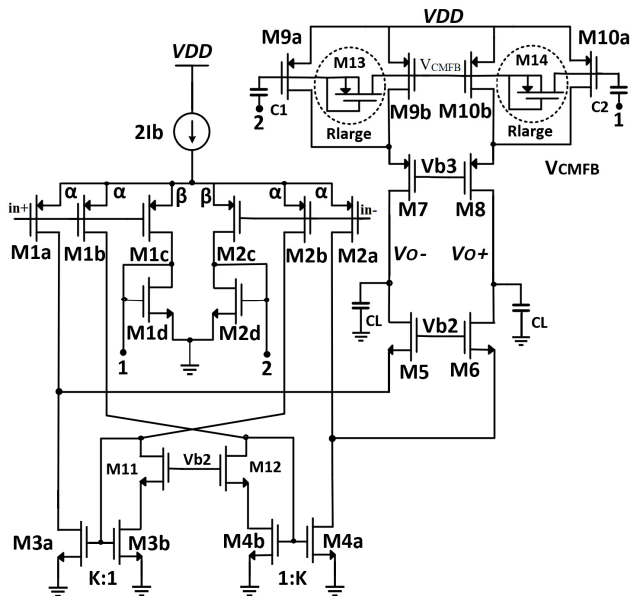 VDD
M9a
M10a
VDD
M13
VCMFB
M14
M9b
M10b
C1
2
Rlarge
Rlarge
C2
1
2Ib
Vb3
VCMFB
M7
M8
α
α
β
β
α
α
in+
in-
M1a
M1b
M1c
M2c
M2b
M2a
VO-
VO+
M1d
M2d
CL
Vb2
CL
1
2
M5
M6
M11
Vb2
M12
M3a
M3b
M4b
M4a
K:1
1:K